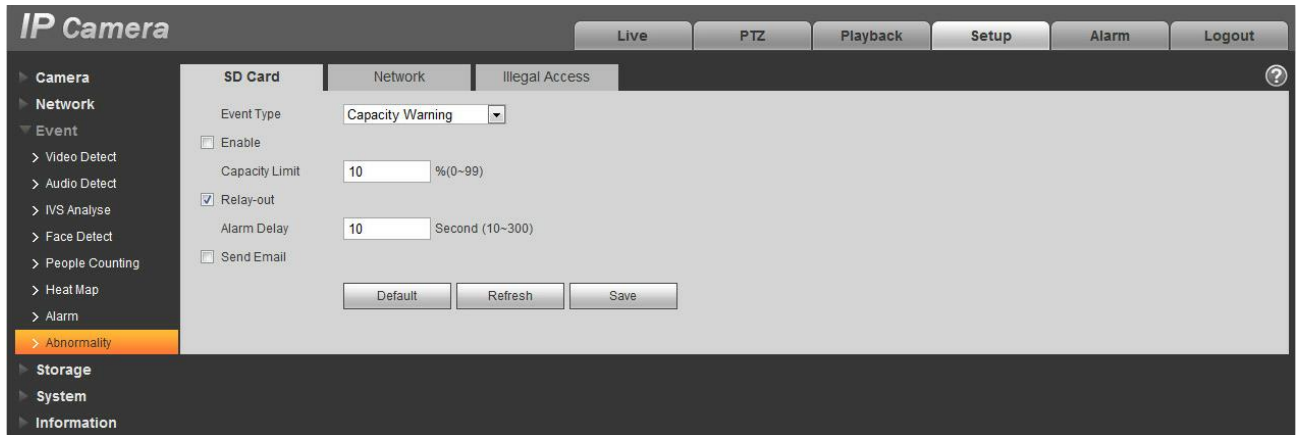 IP Camera
Live PTZ Playback Setup Alarm Logout
Camera
Network
Event
Video Detect
Audio Detect
IVS Analyse
Face Detect
People Counting
Heat Map
Alarm
Abnormality
Storage
System
Information
SD Card Network Illegal Access ?
Event Type Capacity Warning
Enable
Capacity Limit 10 %(0~99)
Relay-out
Alarm Delay 10 Second (10~300)
Send Email
Default Refresh Save